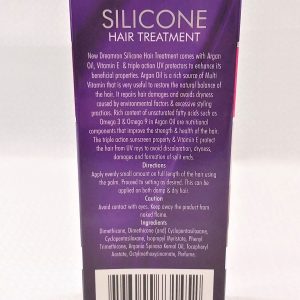 SILICONE
HAIR TREATMENT
New Dreamron Silicone Hair Treatment comes with Argan
Oil, Vitamin E & triple action UV protectors to enhance its
beneficial properties. Argan Oil is a rich source of Multi
Vitamin that is very useful to restore the natural balance of
the hair. It repairs hair damages and avoids dryness
caused by environmental factors & excessive styling
practices. Rich content of unsaturated fatty acids such as
Omega 3 & Omega 9 in Argan Oil are nutritional
components that improve the strength & health of the hair.
The triple action sunscreen property & Vitamin E protect
the hair from UV rays to avoid discoloration, dryness,
damages and formation of split ends.
Directions
Apply evenly small amount on full length of the hair using
the palm. Proceed to setting as desired. This can be
applied on both damp & dry hair.
Caution
Avoid contact with eyes. Keep away the product from
naked flame.
Ingredients
Dimethicone, Dimethicone (and) Cyclopentasiloxane,
Cyclopentasiloxane, Isopropyl Myristate, Phenyl
Trimethicone, Argania Spinosa Kernel Oil, Tocopheryl
Acetate, Octylmethoxycinnamate, Perfume.